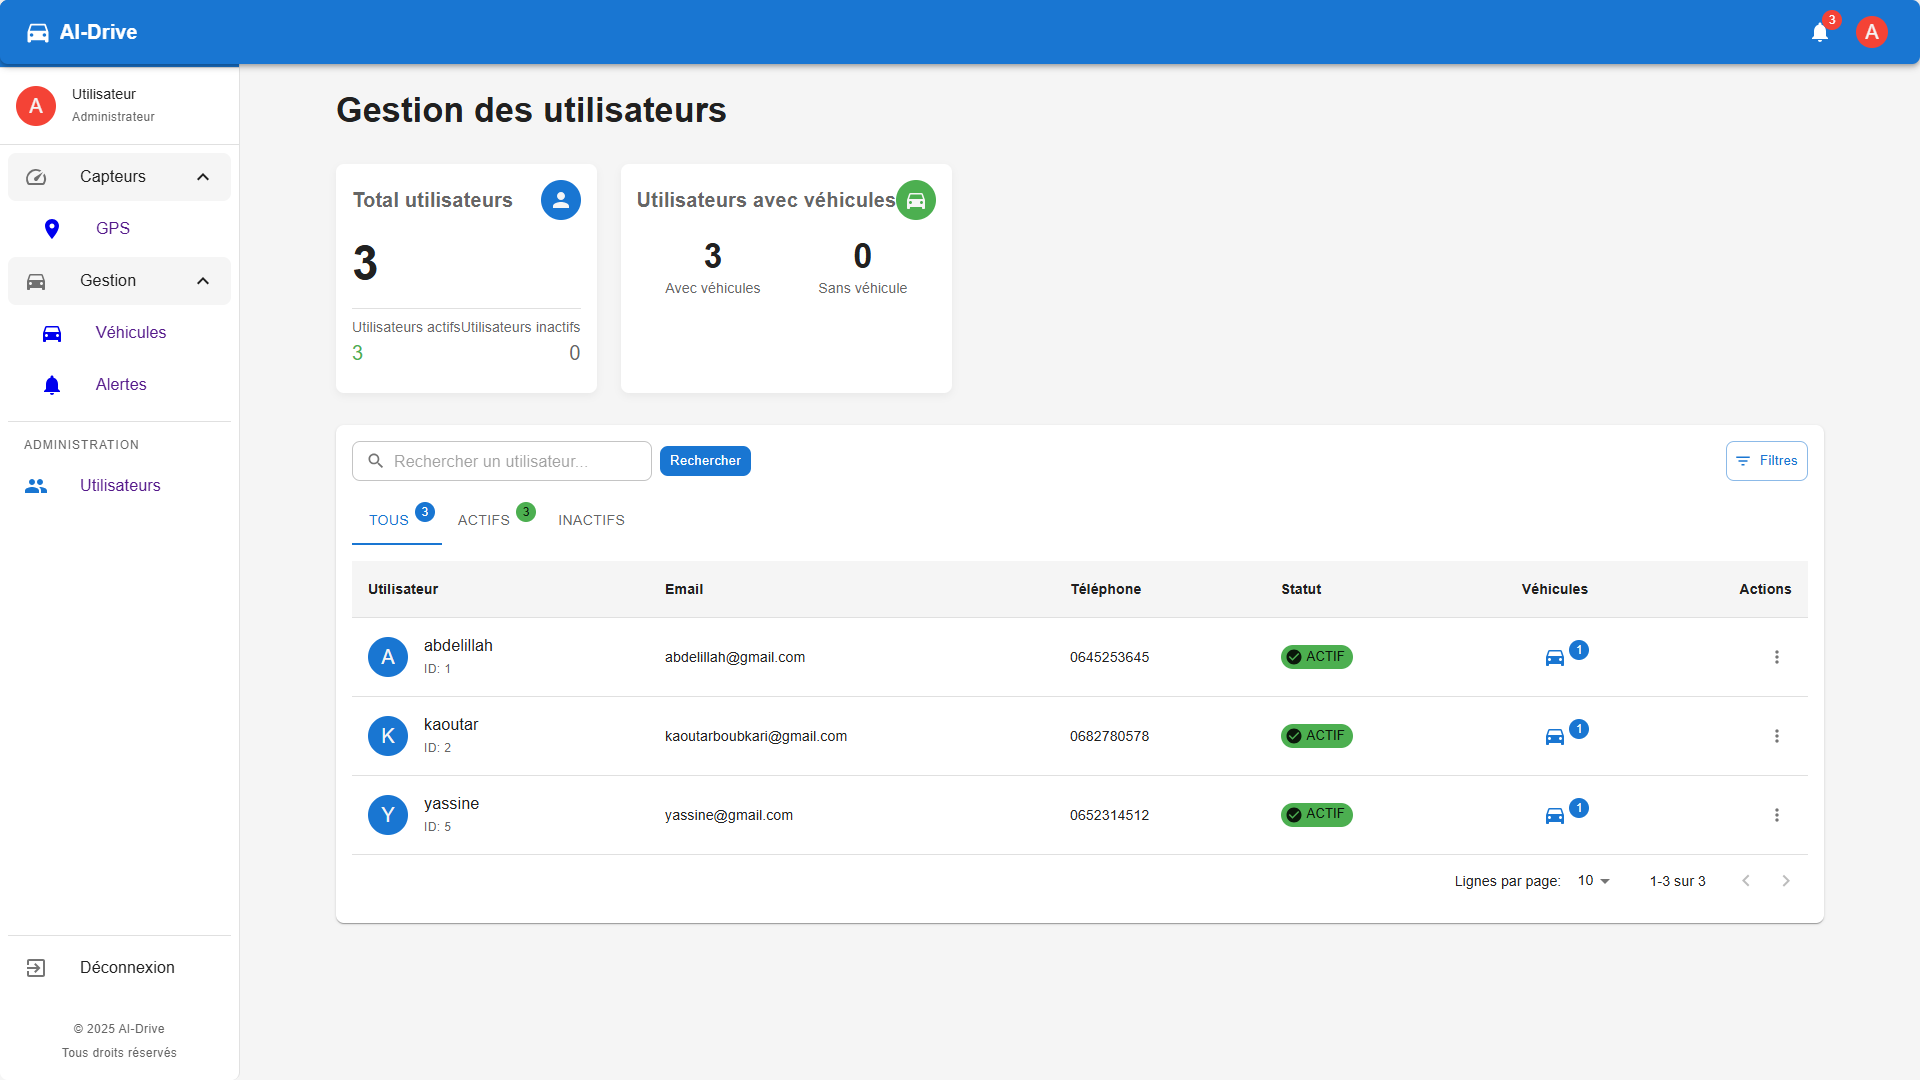 AI-Drive
3
A
A
Utilisateur
Administrateur
Capteurs
GPS
Gestion
Véhicules
Alertes
ADMINISTRATION
Utilisateurs
Déconnexion
© 2025 AI-Drive
Tous droits réservés
Gestion des utilisateurs
Total utilisateurs
3
Utilisateurs actifs Utilisateurs inactifs
3 0
Utilisateurs avec véhicules
3 0
Avec véhicules Sans véhicule
Rechercher un utilisateur... Rechercher Filtres
TOUS 3 ACTIFS 3 INACTIFS
Utilisateur Email Téléphone Statut Véhicules Actions
A abdelillah abdelillah@gmail.com 0645253645 ACTIF 1
ID: 1
K kaoutar kaoutarboubkari@gmail.com 0682780578 ACTIF 1
ID: 2
Y yassine yassine@gmail.com 0652314512 ACTIF 1
ID: 5
Lignes par page: 10 1-3 sur 3